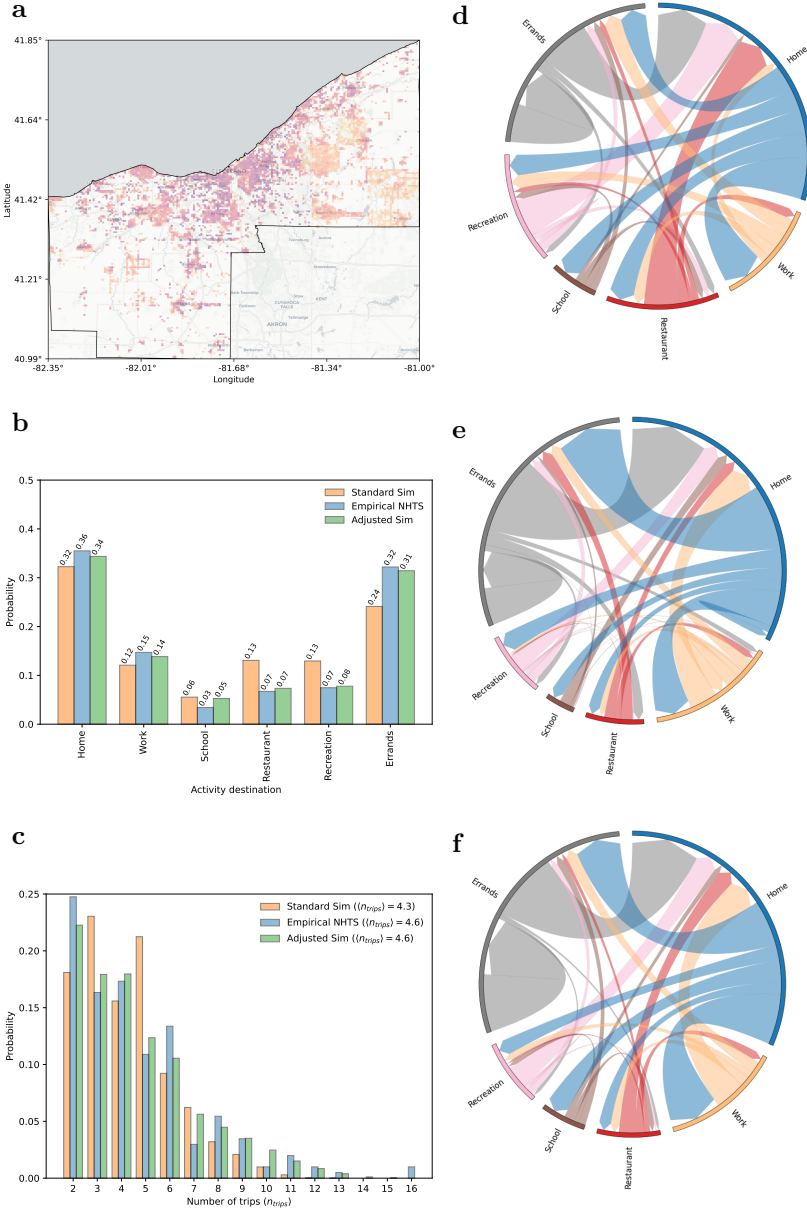 a
41.85°
41.64°
41.42°
41.21°
40.99°
Latitude
-82.35°
-82.01°
-81.68°
-81.34°
-81.00°
Longitude
AKRON
KENT
CUYAHOGA
FALLS
Stow
Tallmadge
b
0.5
0.4
0.3
0.2
0.1
0.0
Probability
Standard Sim
Empirical NHTS
Adjusted Sim
0.32
0.36
0.34
0.12
0.15
0.14
0.06
0.03
0.05
0.13
0.07
0.07
0.13
0.07
0.08
0.24
0.32
0.31
Home
Work
School
Restaurant
Recreation
Errands
Activity destination
c
0.25
0.20
0.15
0.10
0.05
0.00
Probability
Standard Sim (⟨n_trips⟩ = 4.3)
Empirical NHTS (⟨n_trips⟩ = 4.6)
Adjusted Sim (⟨n_trips⟩ = 4.6)
2 3 4 5 6 7 8 9 10 11 12 13 14 15 16
Number of trips (n_trips)
d
Errands
Home
Recreation
School
Restaurant
Work
e
Errands
Home
Recreation
School
Restaurant
Work
f
Errands
Home
Recreation
School
Restaurant
Work